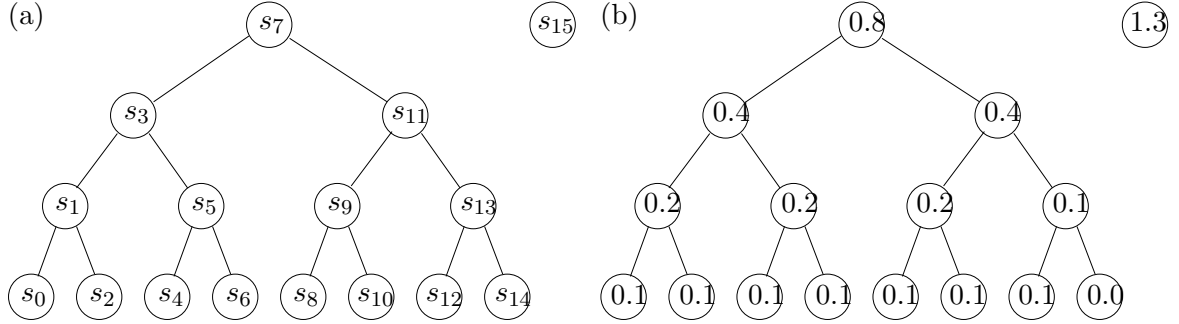 (a) s7 s15 (b) 0.8 1.3
s3 s11 0.4 0.4
s1 s5 s9 s13 0.2 0.2 0.2 0.1
s0 s2 s4 s6 s8 s10 s12 s14 0.1 0.1 0.1 0.1 0.1 0.1 0.1 0.0